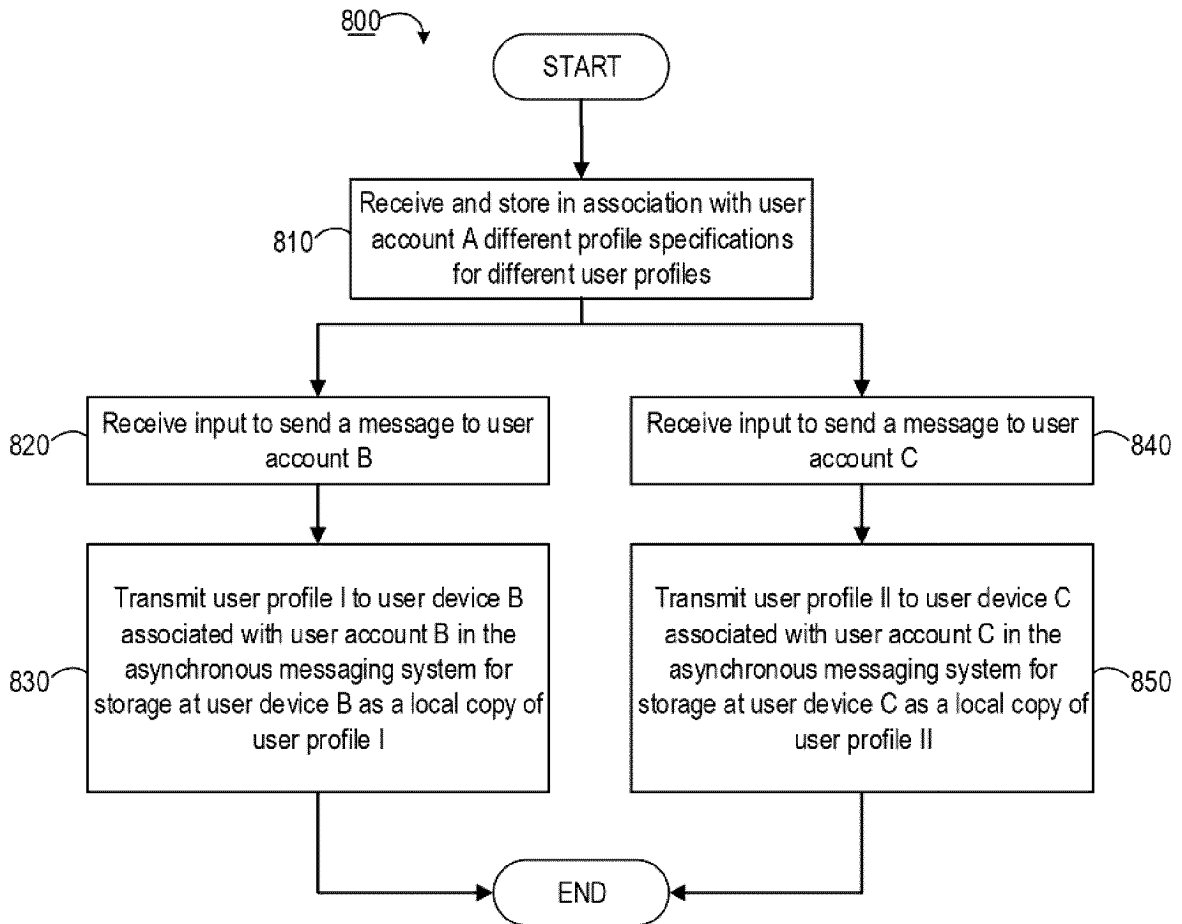 800
START
Receive and store in association with user
account A different profile specifications
for different user profiles
810
Receive input to send a message to user
account B
820
Receive input to send a message to user
account C
840
Transmit user profile I to user device B
associated with user account B in the
asynchronous messaging system for
storage at user device B as a local copy of
user profile I
830
Transmit user profile II to user device C
associated with user account C in the
asynchronous messaging system for
storage at user device C as a local copy of
user profile II
850
END